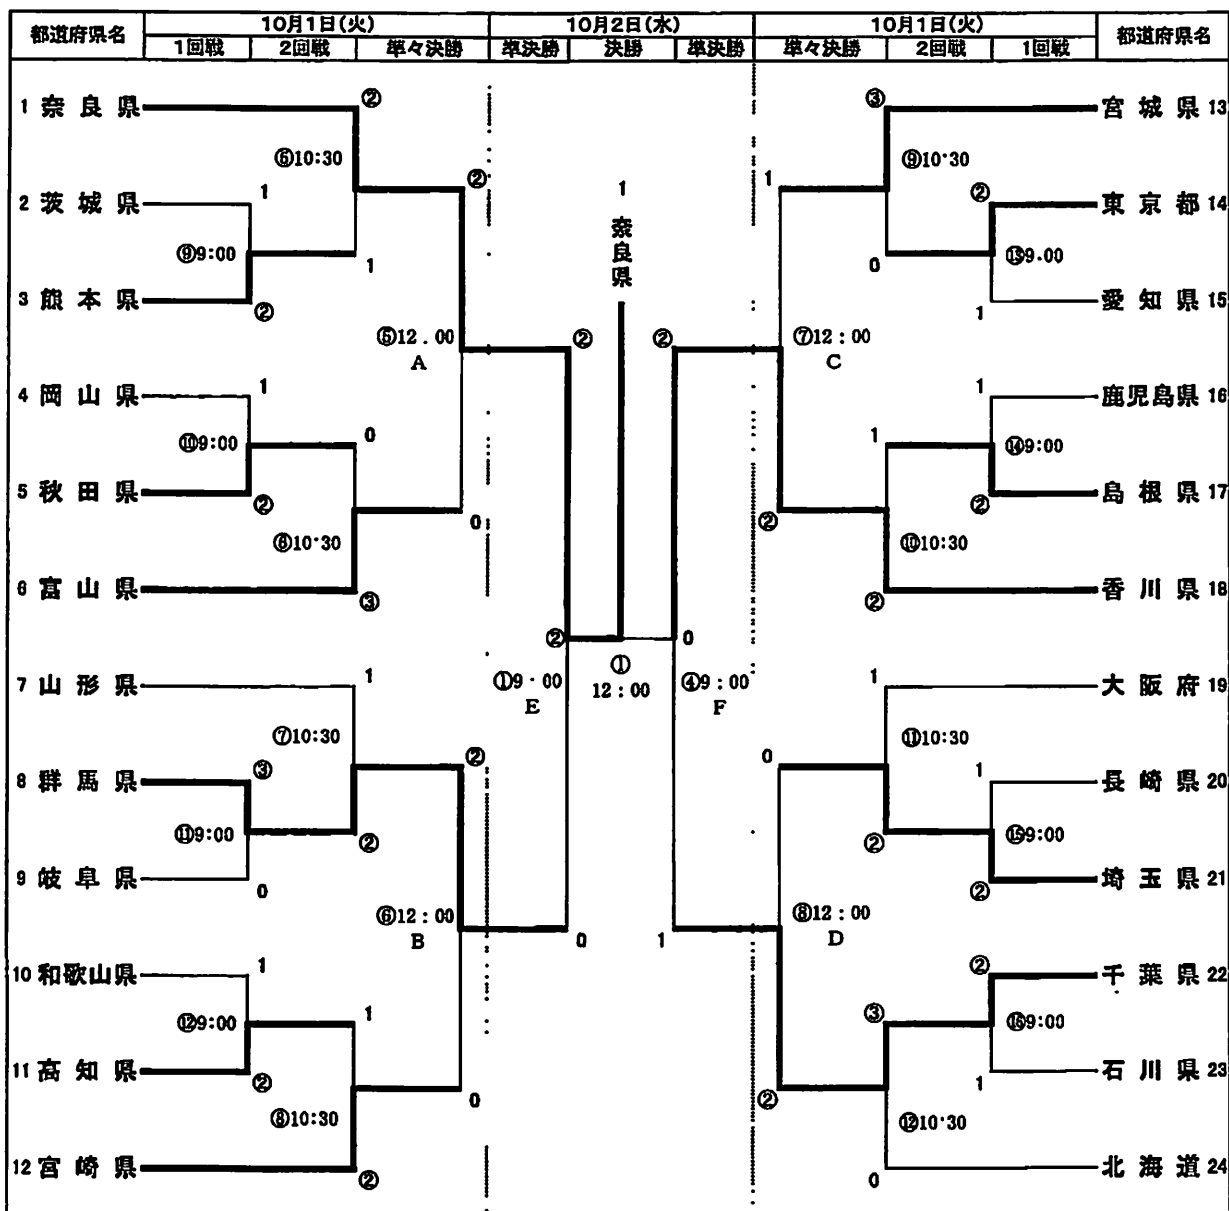 都道府県名 10月1日(火) 10月2日(水) 10月1日(火) 都道府県名
1回戦 2回戦 準々決勝 準決勝 決勝 準決勝 準々決勝 2回戦 1回戦
② ③
1 奈良県 宮城県 13
⑥10:30 ⑨10·30
1 ② 1 1 ②
2 茨城県 東京都 14
奈良県
⑨9:00 1 0 ⑬9.00
3 熊本県 愛知県 15
② 1
⑤12.00 ② ② ⑦12:00
A C
1 1
4 岡山県 鹿児島県 16
0 1
⑩9:00 ⑭9:00
5 秋田県 島根県 17
② 0 ② ②
⑧10·30 ⑩10:30
6 富山県 香川県 18
③ ②
② 0
① 12:00
7 山形県 1 1 大阪府 19
①9·00 ④9:00
E F
⑦10:30 ⑪10:30
③ ② 0 1
8 群馬県 長崎県 20
⑪9:00 ② ② ⑮9:00
9 岐阜県 埼玉県 21
0 ②
⑥12:00 ⑧12:00
B D
0 1
1 ②
10 和歌山県 千葉県 22
1 ③
⑫9:00 ⑯9:00
11 高知県 石川県 23
② 0 ② 1
⑧10:30 ⑫10·30
12 宮崎県 北海道 24
② 0